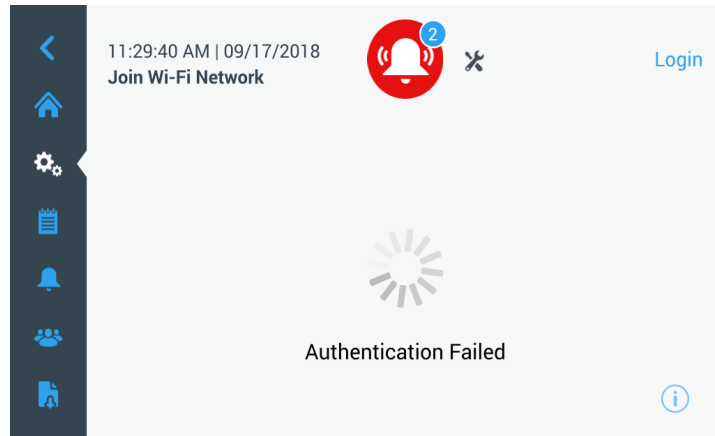 11:29:40 AM | 09/17/2018
Join Wi-Fi Network
2
Login
Authentication Failed
i